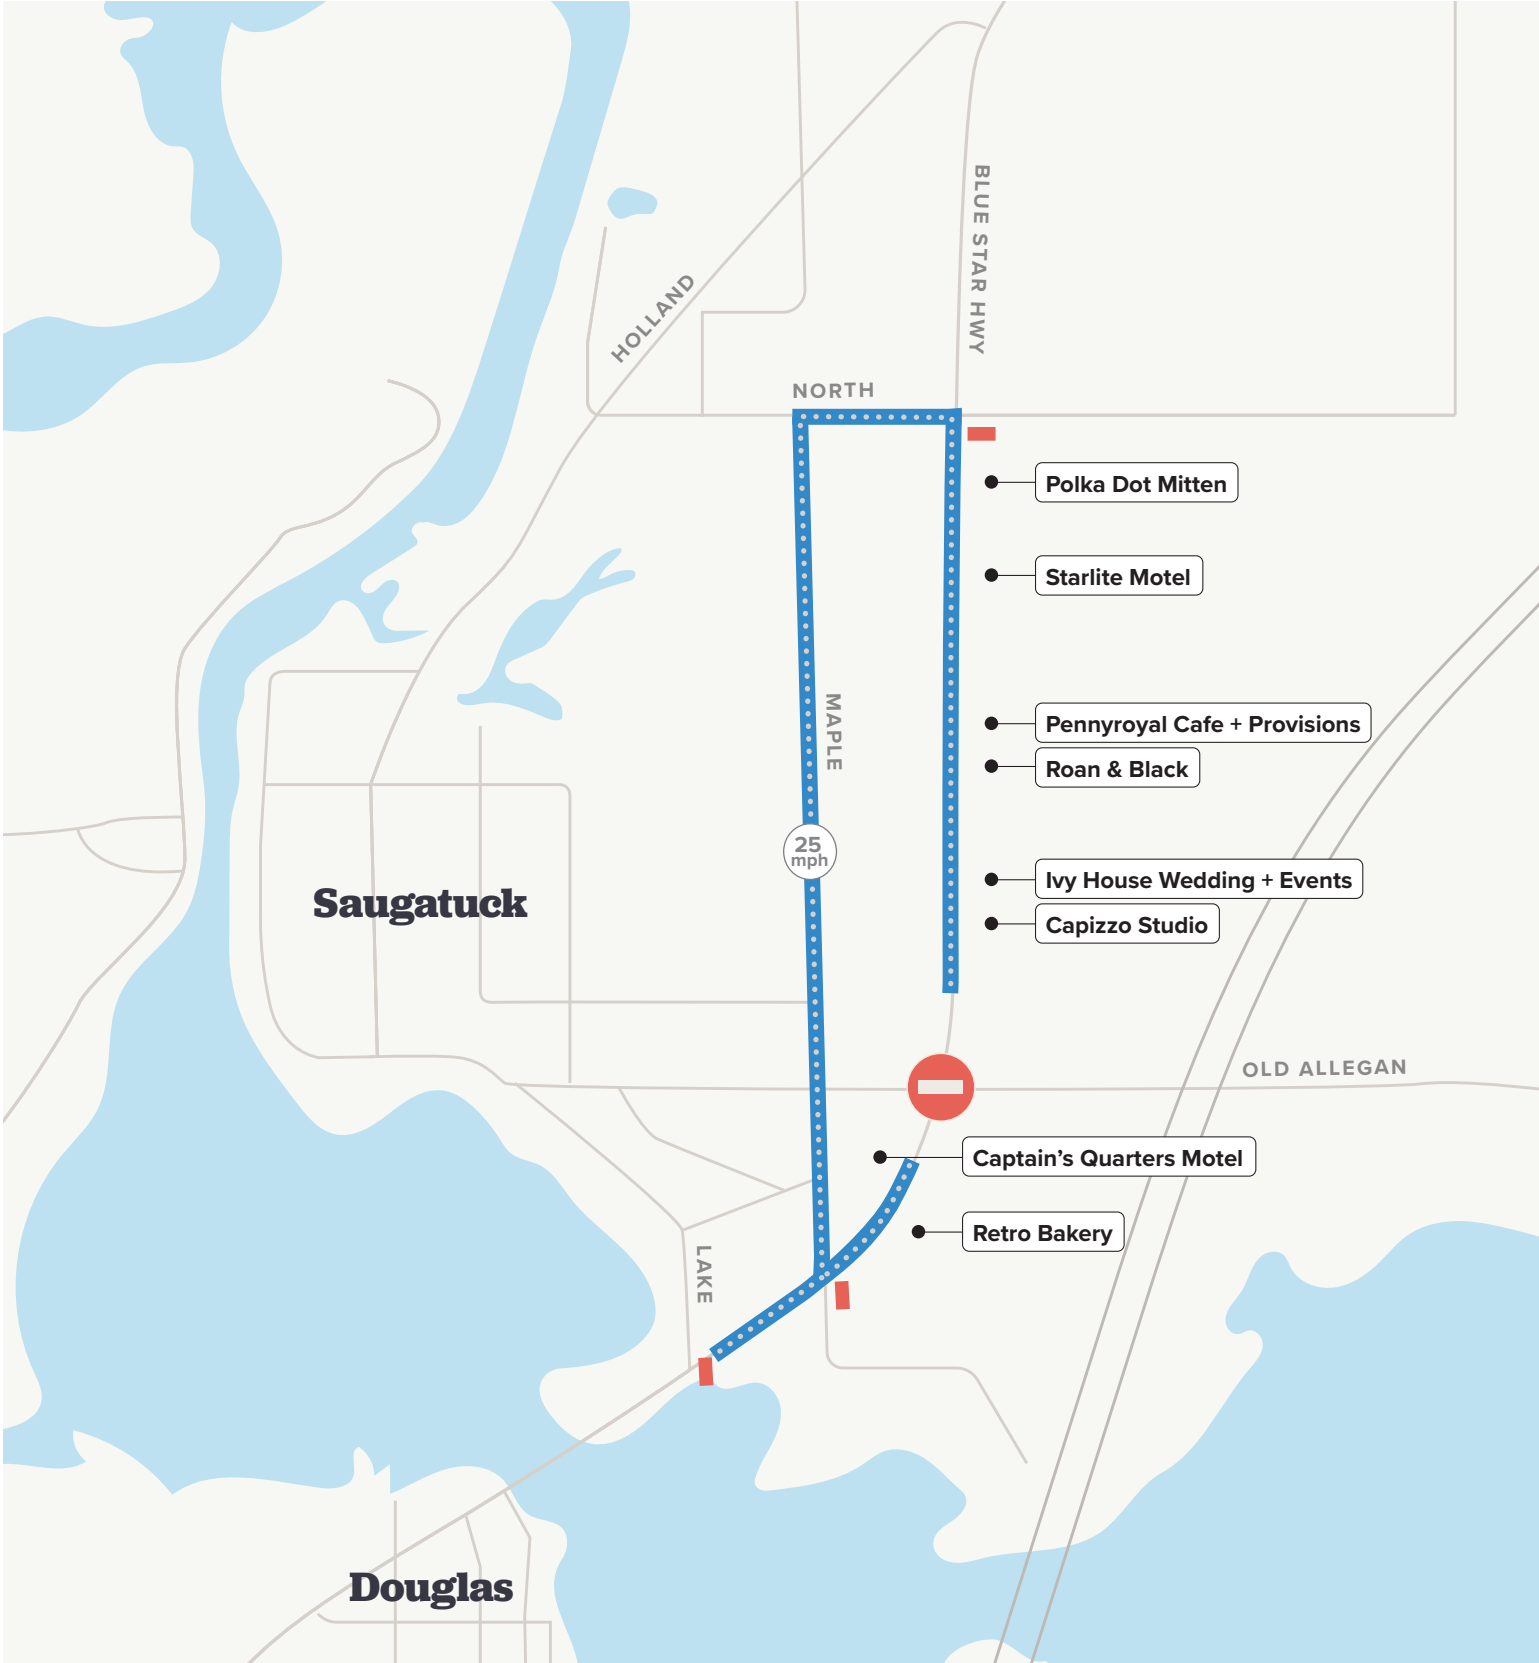 BLUE STAR HWY
HOLLAND
NORTH
Polka Dot Mitten
Starlite Motel
MAPLE
Pennyroyal Cafe + Provisions
Roan & Black
25
mph
Ivy House Wedding + Events
Saugatuck
Capizzo Studio
OLD ALLEGAN
Captain’s Quarters Motel
Retro Bakery
LAKE
Douglas